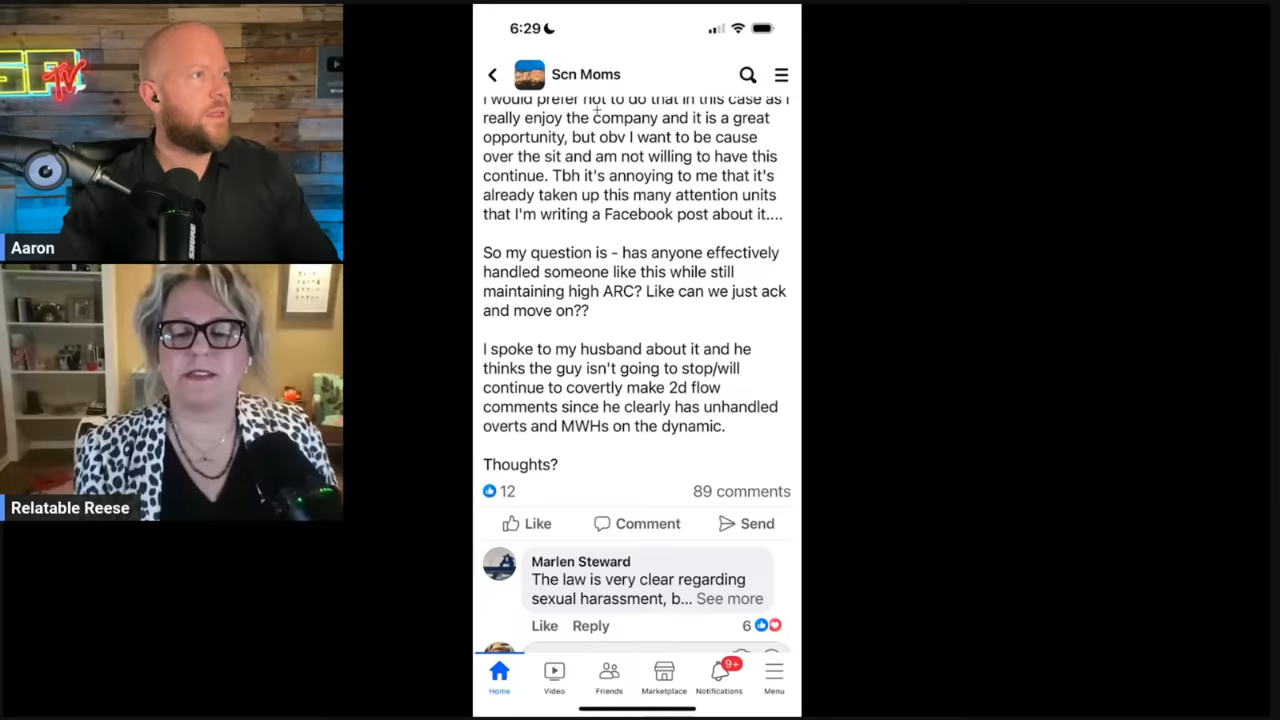 TV
Aaron
Relatable Reese
6:29
Scn Moms
I would prefer not to do that in this case as I
really enjoy the company and it is a great
opportunity, but obv I want to be cause
over the sit and am not willing to have this
continue. Tbh it's annoying to me that it's
already taken up this many attention units
that I'm writing a Facebook post about it....
So my question is - has anyone effectively
handled someone like this while still
maintaining high ARC? Like can we just ack
and move on??
I spoke to my husband about it and he
thinks the guy isn't going to stop/will
continue to covertly make 2d flow
comments since he clearly has unhandled
overts and MWHs on the dynamic.
Thoughts?
12
89 comments
Like
Comment
Send
Marlen Steward
The law is very clear regarding
sexual harassment, b... See more
Like Reply
6
9+
Home
Video
Friends
Marketplace
Notifications
Menu